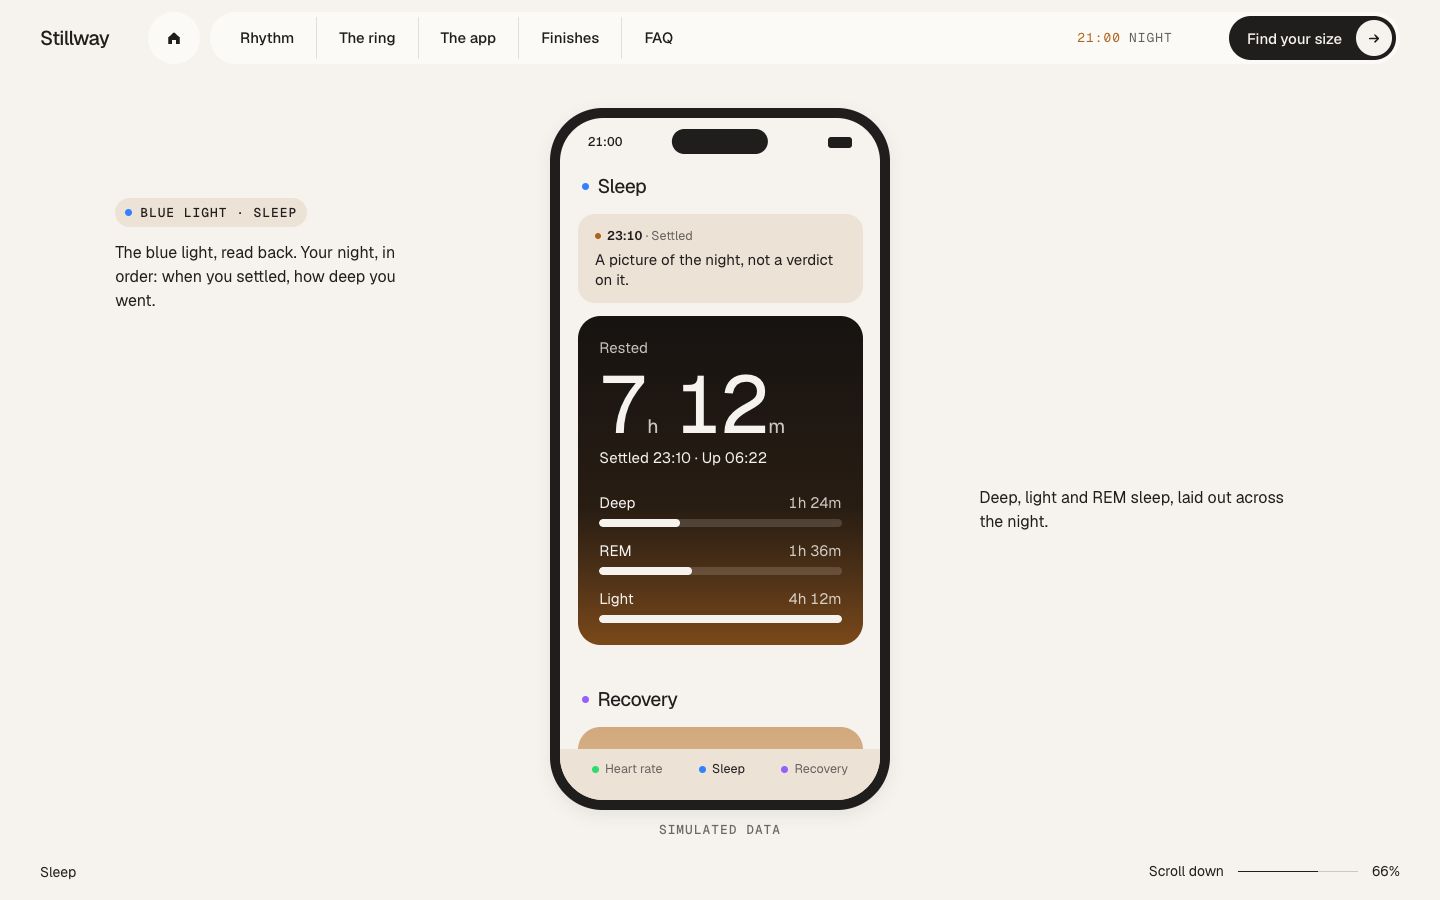 Stillway
Rhythm
The ring
The app
Finishes
FAQ
21:00 NIGHT
Find your size
21:00
Sleep
BLUE LIGHT · SLEEP
The blue light, read back. Your night, in
order: when you settled, how deep you
went.
23:10 · Settled
A picture of the night, not a verdict
on it.
Rested
7h 12m
Settled 23:10 · Up 06:22
Deep 1h 24m
REM 1h 36m
Light 4h 12m
Deep, light and REM sleep, laid out across
the night.
Recovery
Heart rate
Sleep
Recovery
SIMULATED DATA
Sleep
Scroll down
66%